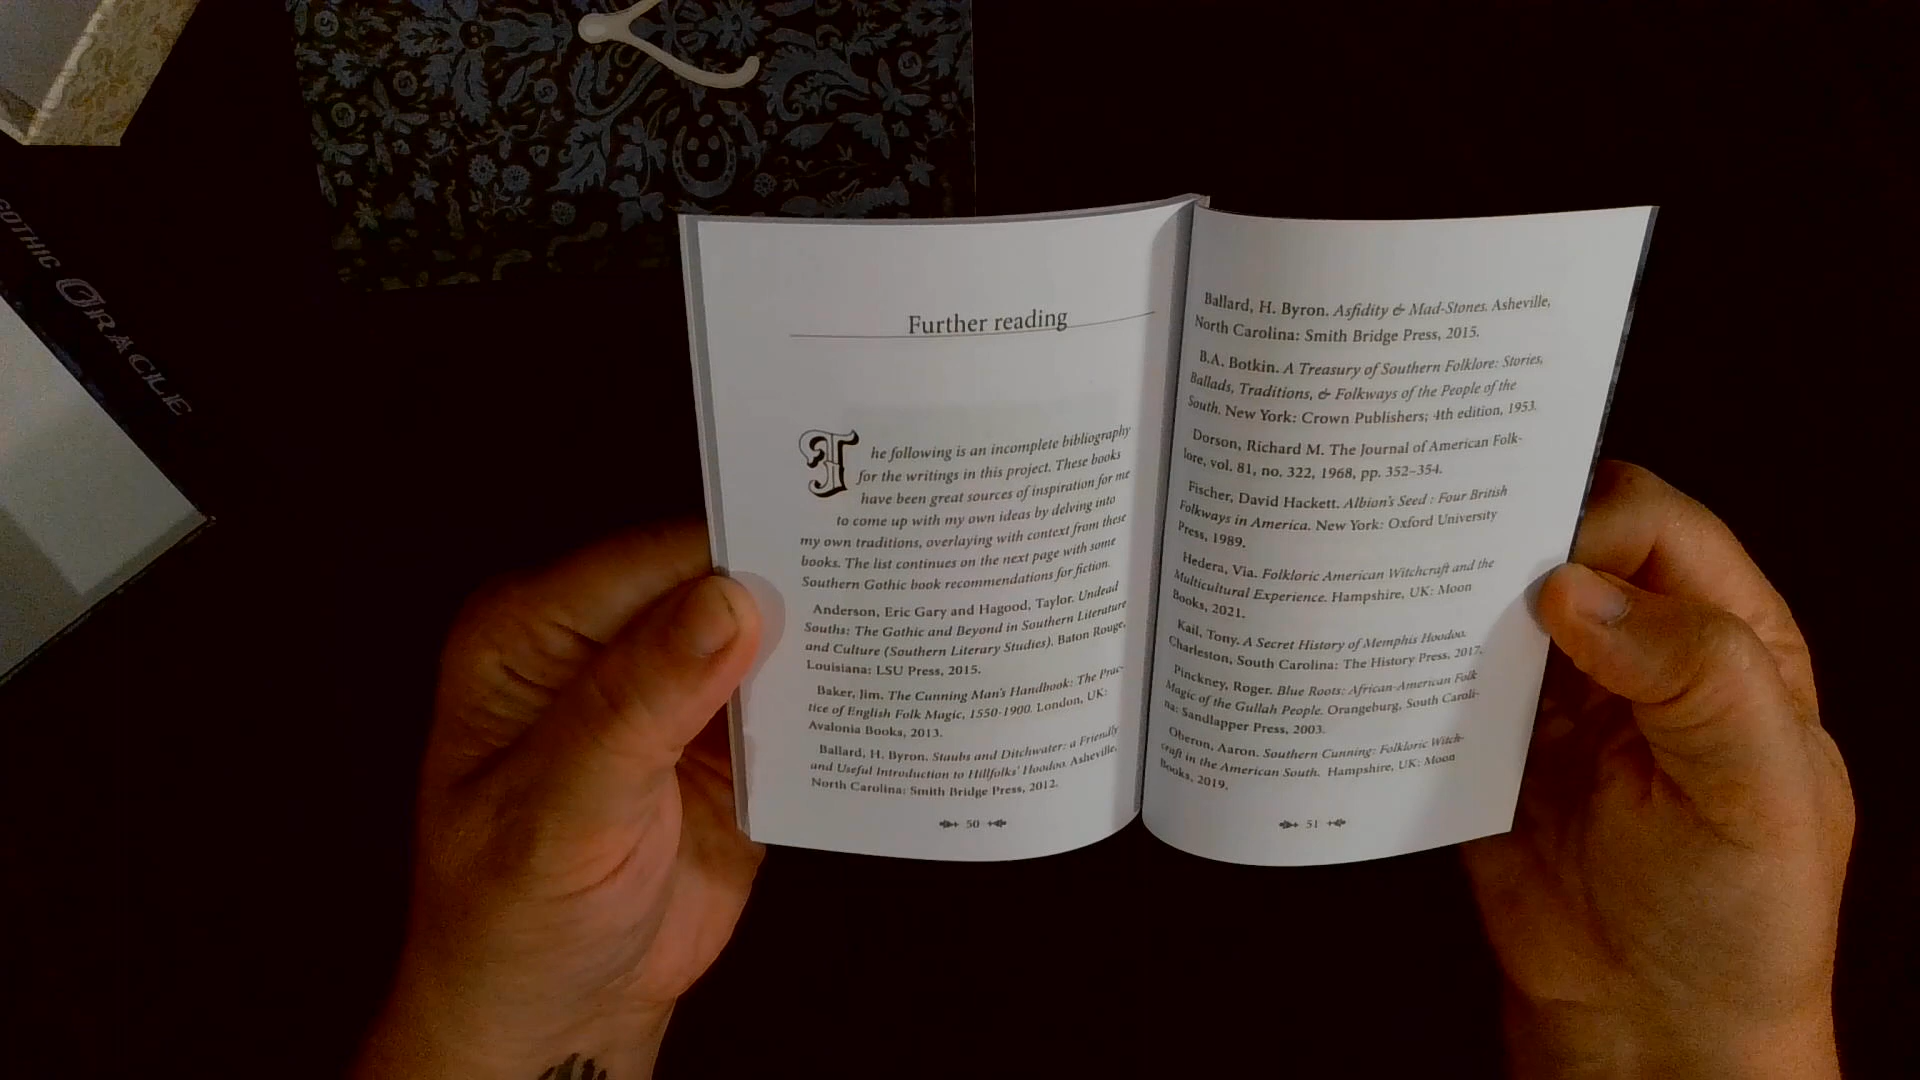 GOTHIC ORACLE
Further reading
The following is an incomplete bibliography
for the writings in this project. These books
have been great sources of inspiration for me
to come up with my own ideas by delving into
my own traditions, overlaying with context from these
books. The list continues on the next page with some
Southern Gothic book recommendations for fiction.
Anderson, Eric Gary and Hagood, Taylor. Undead
Souths: The Gothic and Beyond in Southern Literature
and Culture (Southern Literary Studies). Baton Rouge,
Louisiana: LSU Press, 2015.
Baker, Jim. The Cunning Man's Handbook: The Prac-
tice of English Folk Magic, 1550-1900. London, UK:
Avalonia Books, 2013.
Ballard, H. Byron. Staubs and Ditchwater: a Friendly
and Useful Introduction to Hillfolks' Hoodoo. Asheville,
North Carolina: Smith Bridge Press, 2012.
50
Ballard, H. Byron. Asfidity & Mad-Stones. Asheville,
North Carolina: Smith Bridge Press, 2015.
B.A. Botkin. A Treasury of Southern Folklore: Stories,
Ballads, Traditions, & Folkways of the People of the
South. New York: Crown Publishers; 4th edition, 1953.
Dorson, Richard M. The Journal of American Folk-
lore, vol. 81, no. 322, 1968, pp. 352–354.
Fischer, David Hackett. Albion's Seed : Four British
Folkways in America. New York: Oxford University
Press, 1989.
Hedera, Via. Folkloric American Witchcraft and the
Multicultural Experience. Hampshire, UK: Moon
Books, 2021.
Kail, Tony. A Secret History of Memphis Hoodoo.
Charleston, South Carolina: The History Press, 2017.
Pinckney, Roger. Blue Roots: African-American Folk
Magic of the Gullah People. Orangeburg, South Caroli-
na: Sandlapper Press, 2003.
Oberon, Aaron. Southern Cunning: Folkloric Witch-
craft in the American South. Hampshire, UK: Moon
Books, 2019.
51